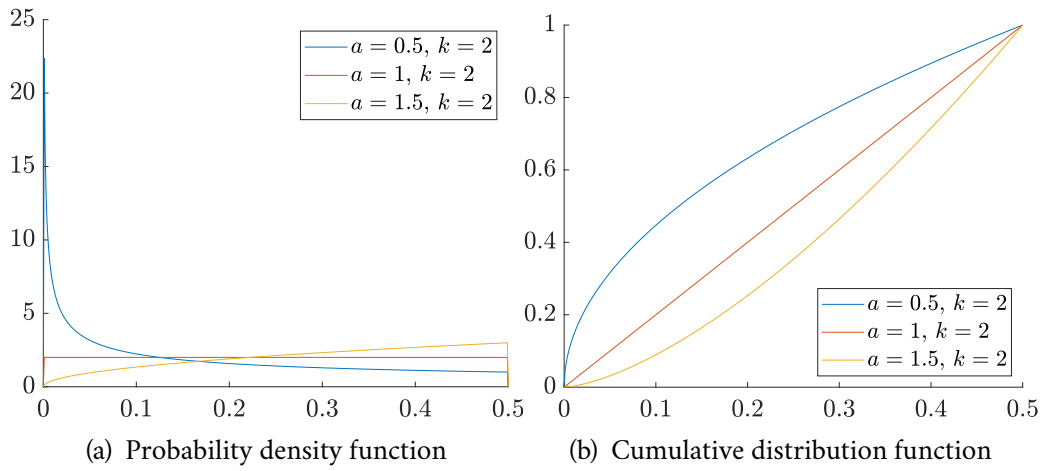 25
20
15
10
5
0
0 0.1 0.2 0.3 0.4 0.5
a = 0.5, k = 2
a = 1, k = 2
a = 1.5, k = 2
(a) Probability density function
1
0.8
0.6
0.4
0.2
0
0 0.1 0.2 0.3 0.4 0.5
a = 0.5, k = 2
a = 1, k = 2
a = 1.5, k = 2
(b) Cumulative distribution function